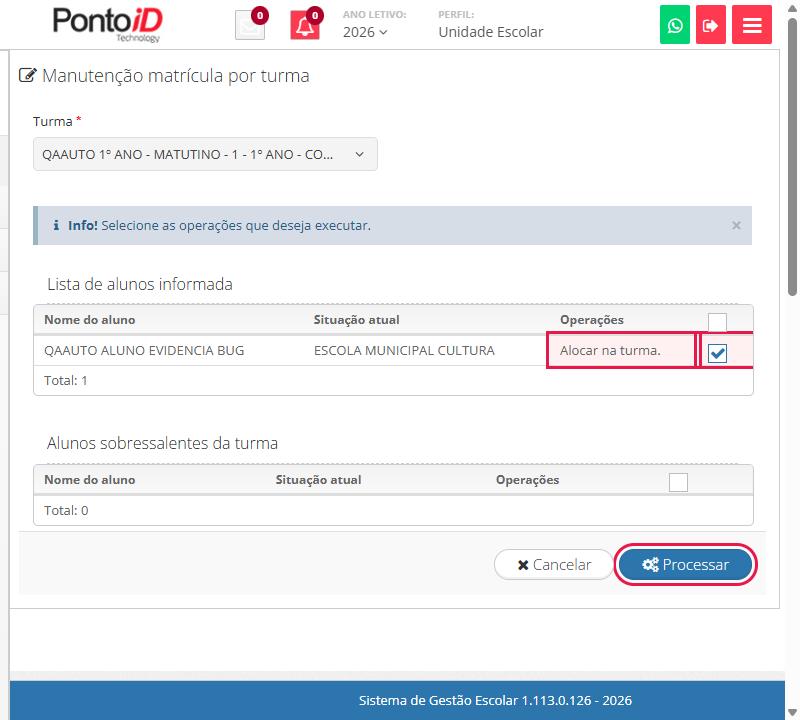 PontoiD
Technology
0
0
ANO LETIVO:
2026
PERFIL:
Unidade Escolar
Manutenção matrícula por turma
Turma *
QAAUTO 1º ANO - MATUTINO - 1 - 1º ANO - CO...
Info! Selecione as operações que deseja executar.
×
Lista de alunos informada
Nome do aluno Situação atual Operações
QAAUTO ALUNO EVIDENCIA BUG ESCOLA MUNICIPAL CULTURA Alocar na turma.
Total: 1
Alunos sobressalentes da turma
Nome do aluno Situação atual Operações
Total: 0
Cancelar Processar
Sistema de Gestão Escolar 1.113.0.126 - 2026